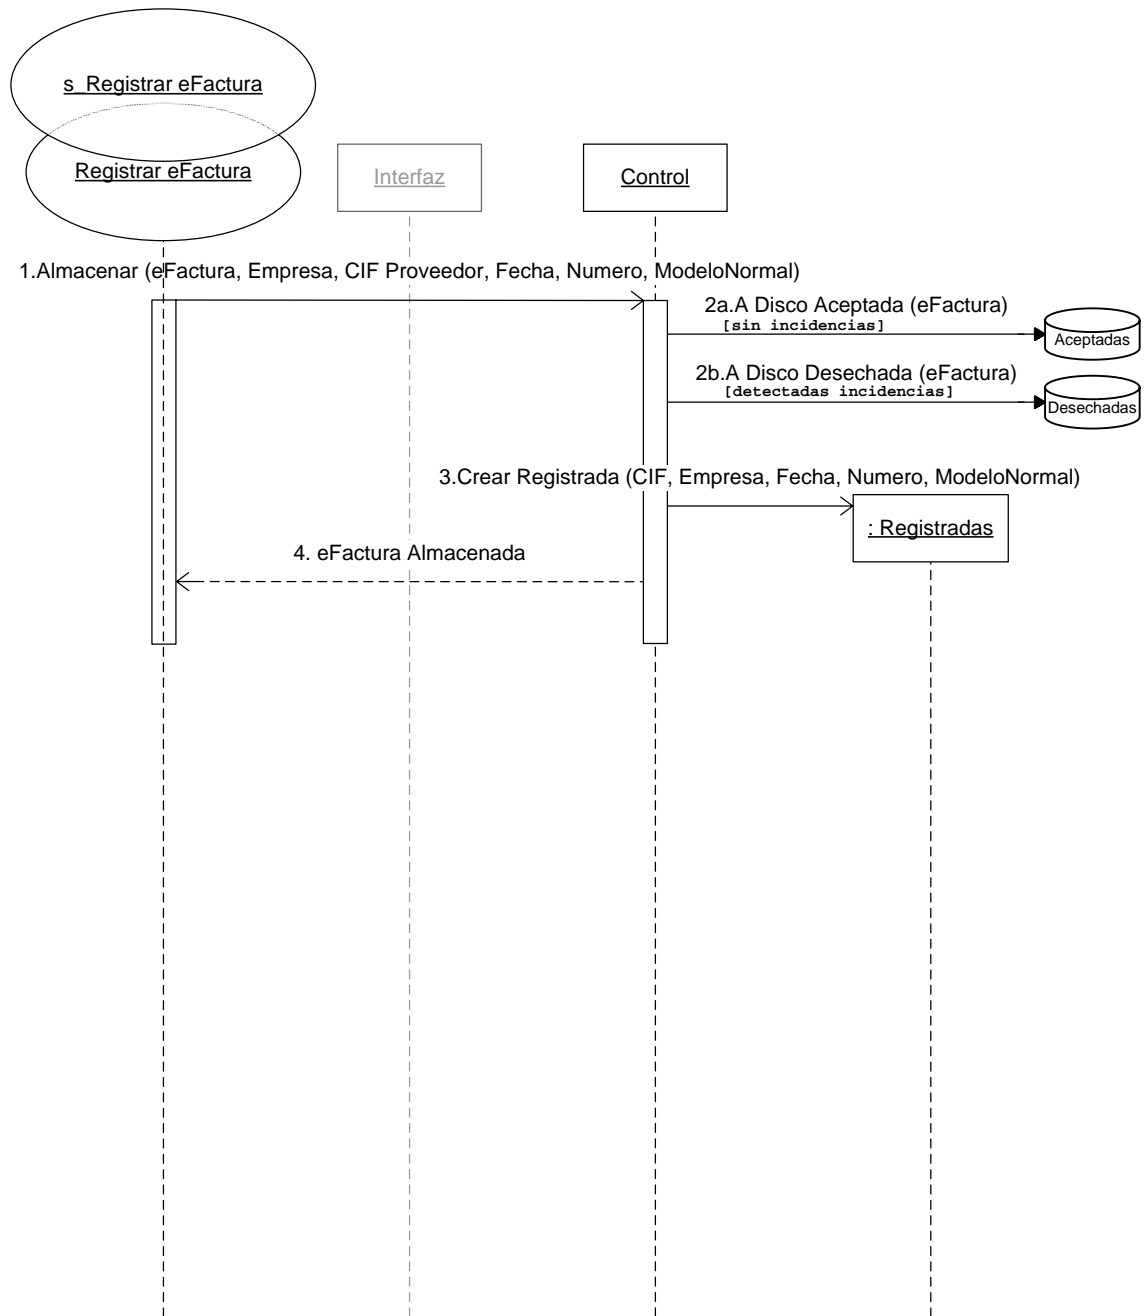 s_Registrar eFactura
Registrar eFactura
Interfaz
Control
1.Almacenar (eFactura, Empresa, CIF Proveedor, Fecha, Numero, ModeloNormal)
2a.A Disco Aceptada (eFactura)
[sin incidencias]
Aceptadas
2b.A Disco Desechada (eFactura)
[detectadas incidencias]
Desechadas
3.Crear Registrada (CIF, Empresa, Fecha, Numero, ModeloNormal)
: Registradas
4. eFactura Almacenada